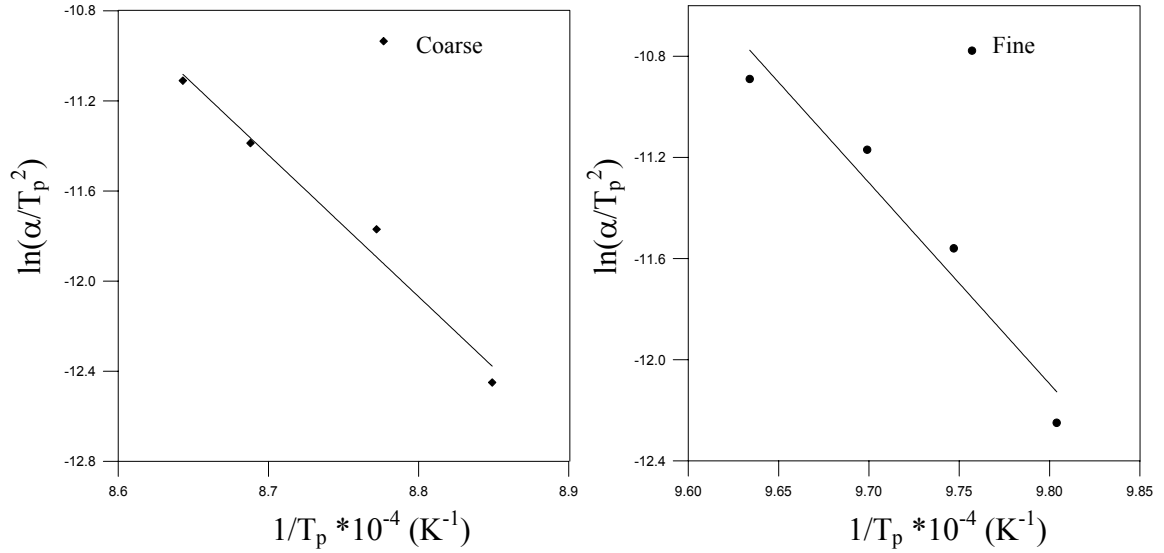 -10.8
-11.2
-11.6
-12.0
-12.4
-12.8
ln(α/Tp²)
Coarse
8.6 8.7 8.8 8.9
1/Tp *10⁻⁴ (K⁻¹)
-10.8
-11.2
-11.6
-12.0
-12.4
ln(α/Tp²)
Fine
9.60 9.65 9.70 9.75 9.80 9.85
1/Tp *10⁻⁴ (K⁻¹)